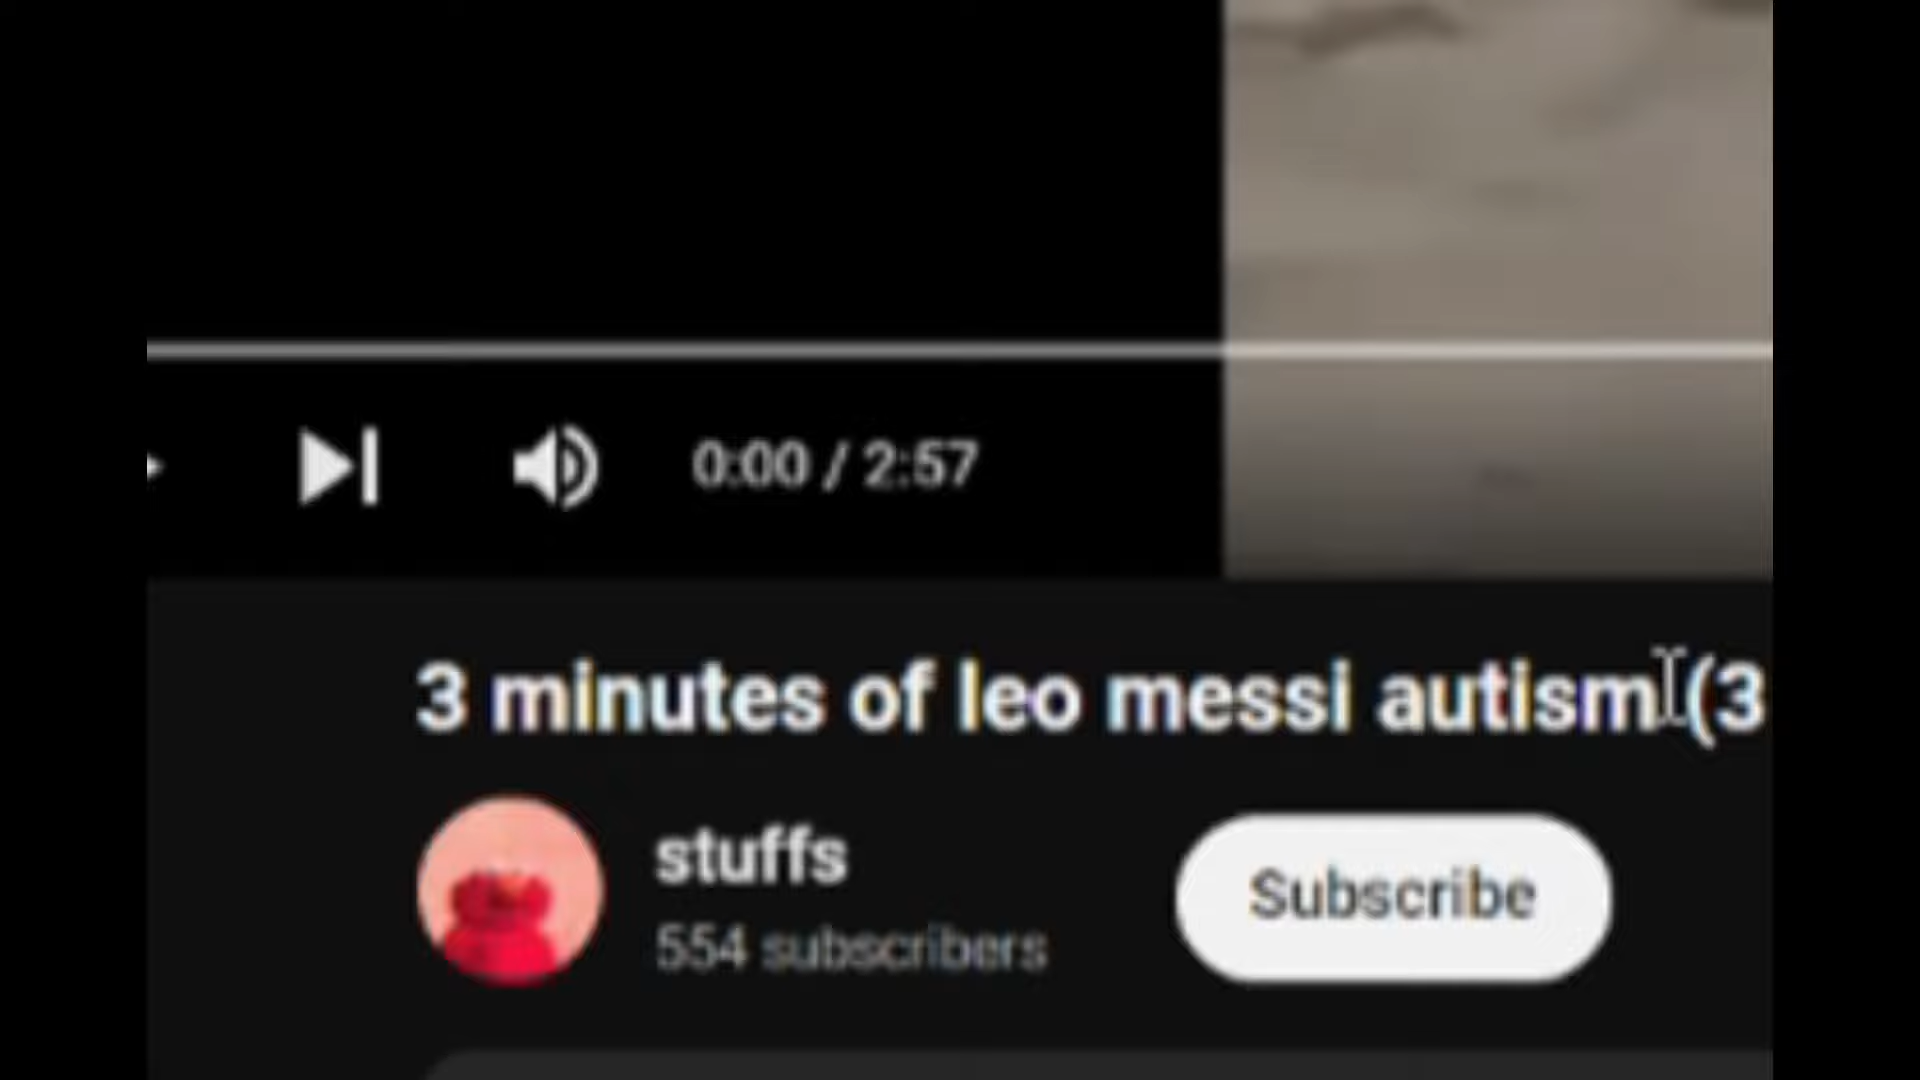 0:00 / 2:57
3 minutes of leo messi autism (3
stuffs
554 subscribers
Subscribe